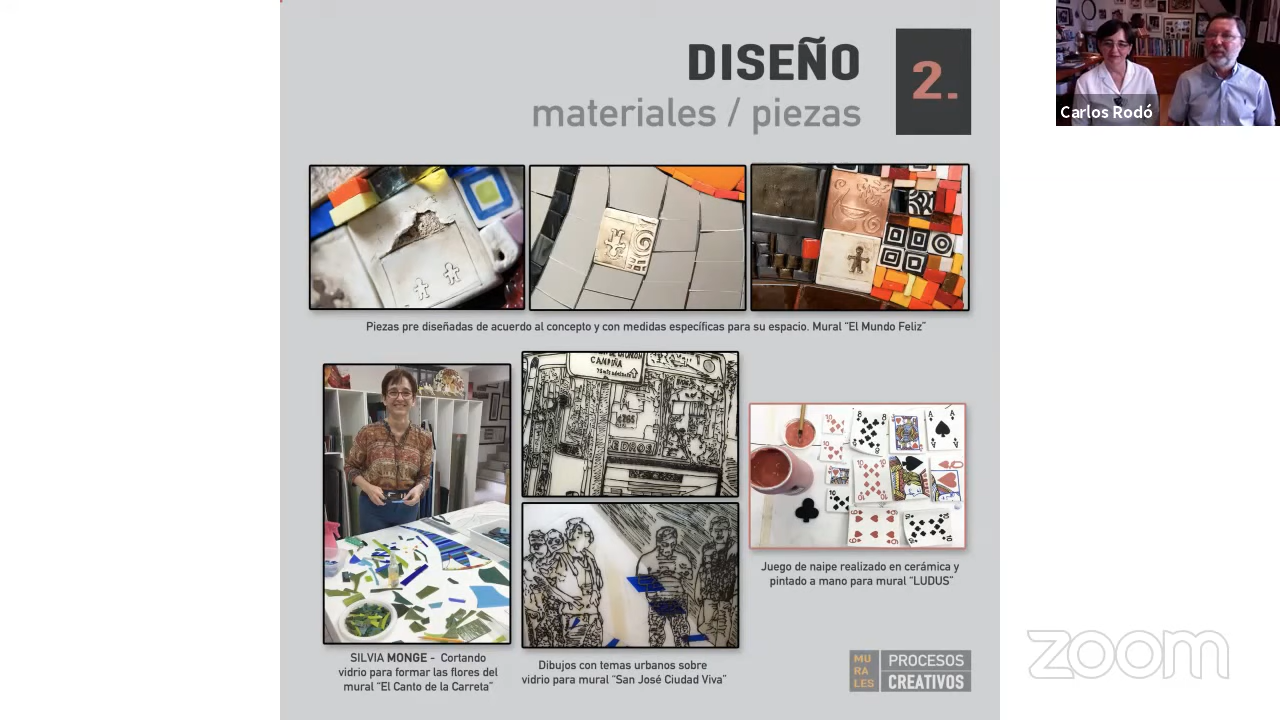 DISEÑO
materiales / piezas
2.
Carlos Rodó
Piezas pre diseñadas de acuerdo al concepto y con medidas específicas para su espacio. Mural "El Mundo Feliz"
CAMPIÑA
SILVIA MONGE - Cortando
vidrio para formar las flores del
mural "El Canto de la Carreta"
Dibujos con temas urbanos sobre
vidrio para mural "San José Ciudad Viva"
Juego de naipe realizado en cerámica y
pintado a mano para mural "LUDUS"
MU
RA
LES
PROCESOS
CREATIVOS
zoom